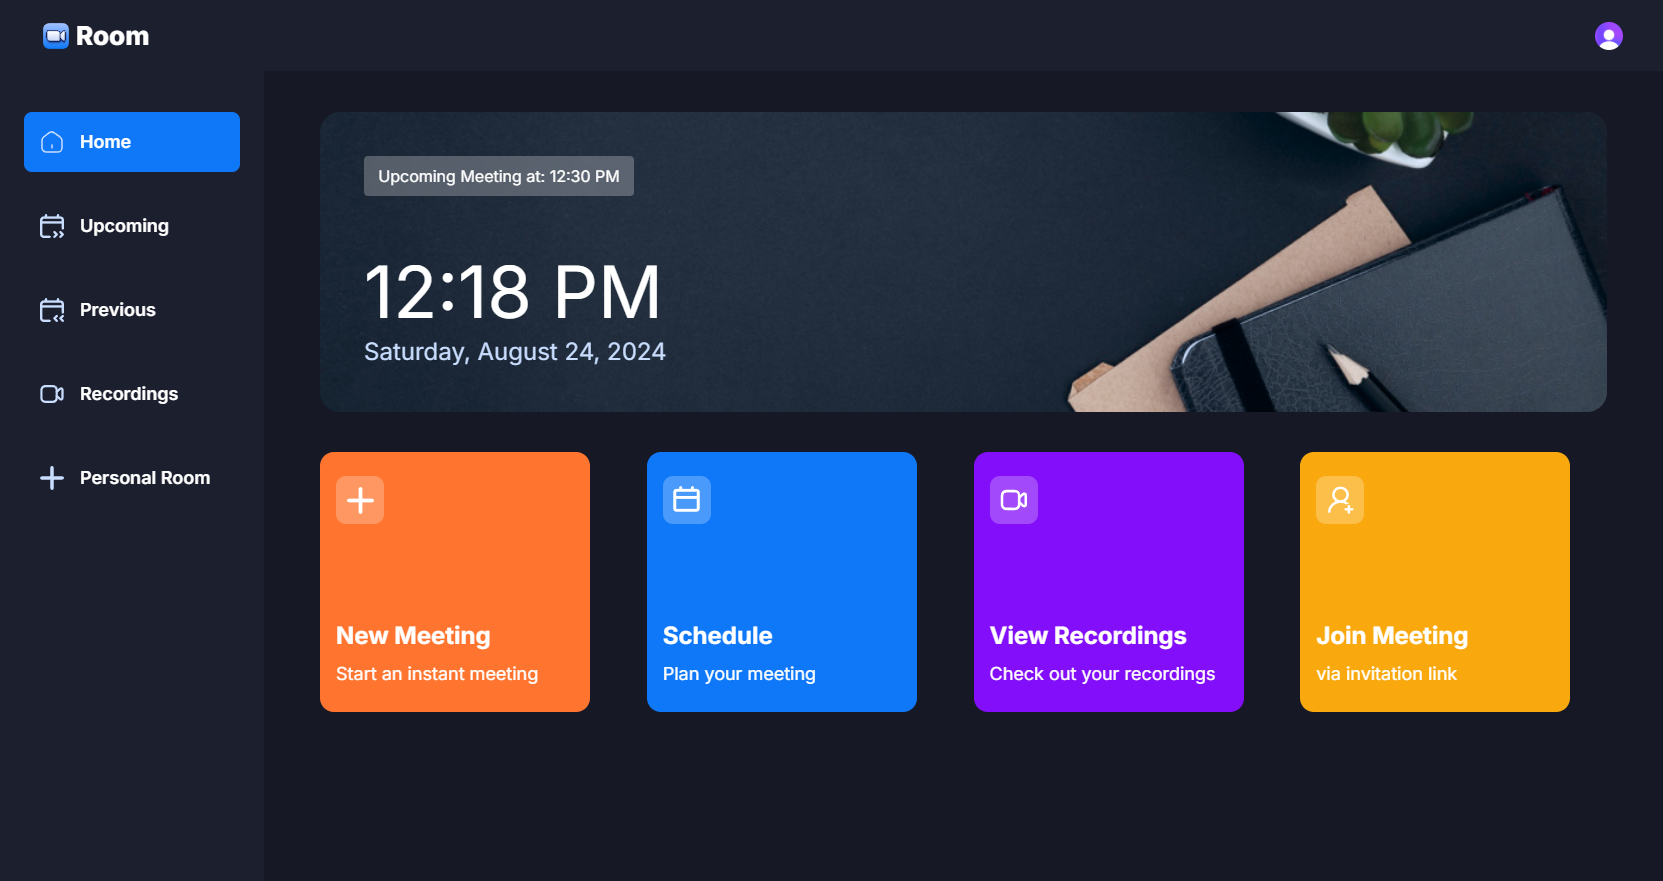 Room
Home
Upcoming
Previous
Recordings
Personal Room
Upcoming Meeting at: 12:30 PM
12:18 PM
Saturday, August 24, 2024
New Meeting
Start an instant meeting
Schedule
Plan your meeting
View Recordings
Check out your recordings
Join Meeting
via invitation link